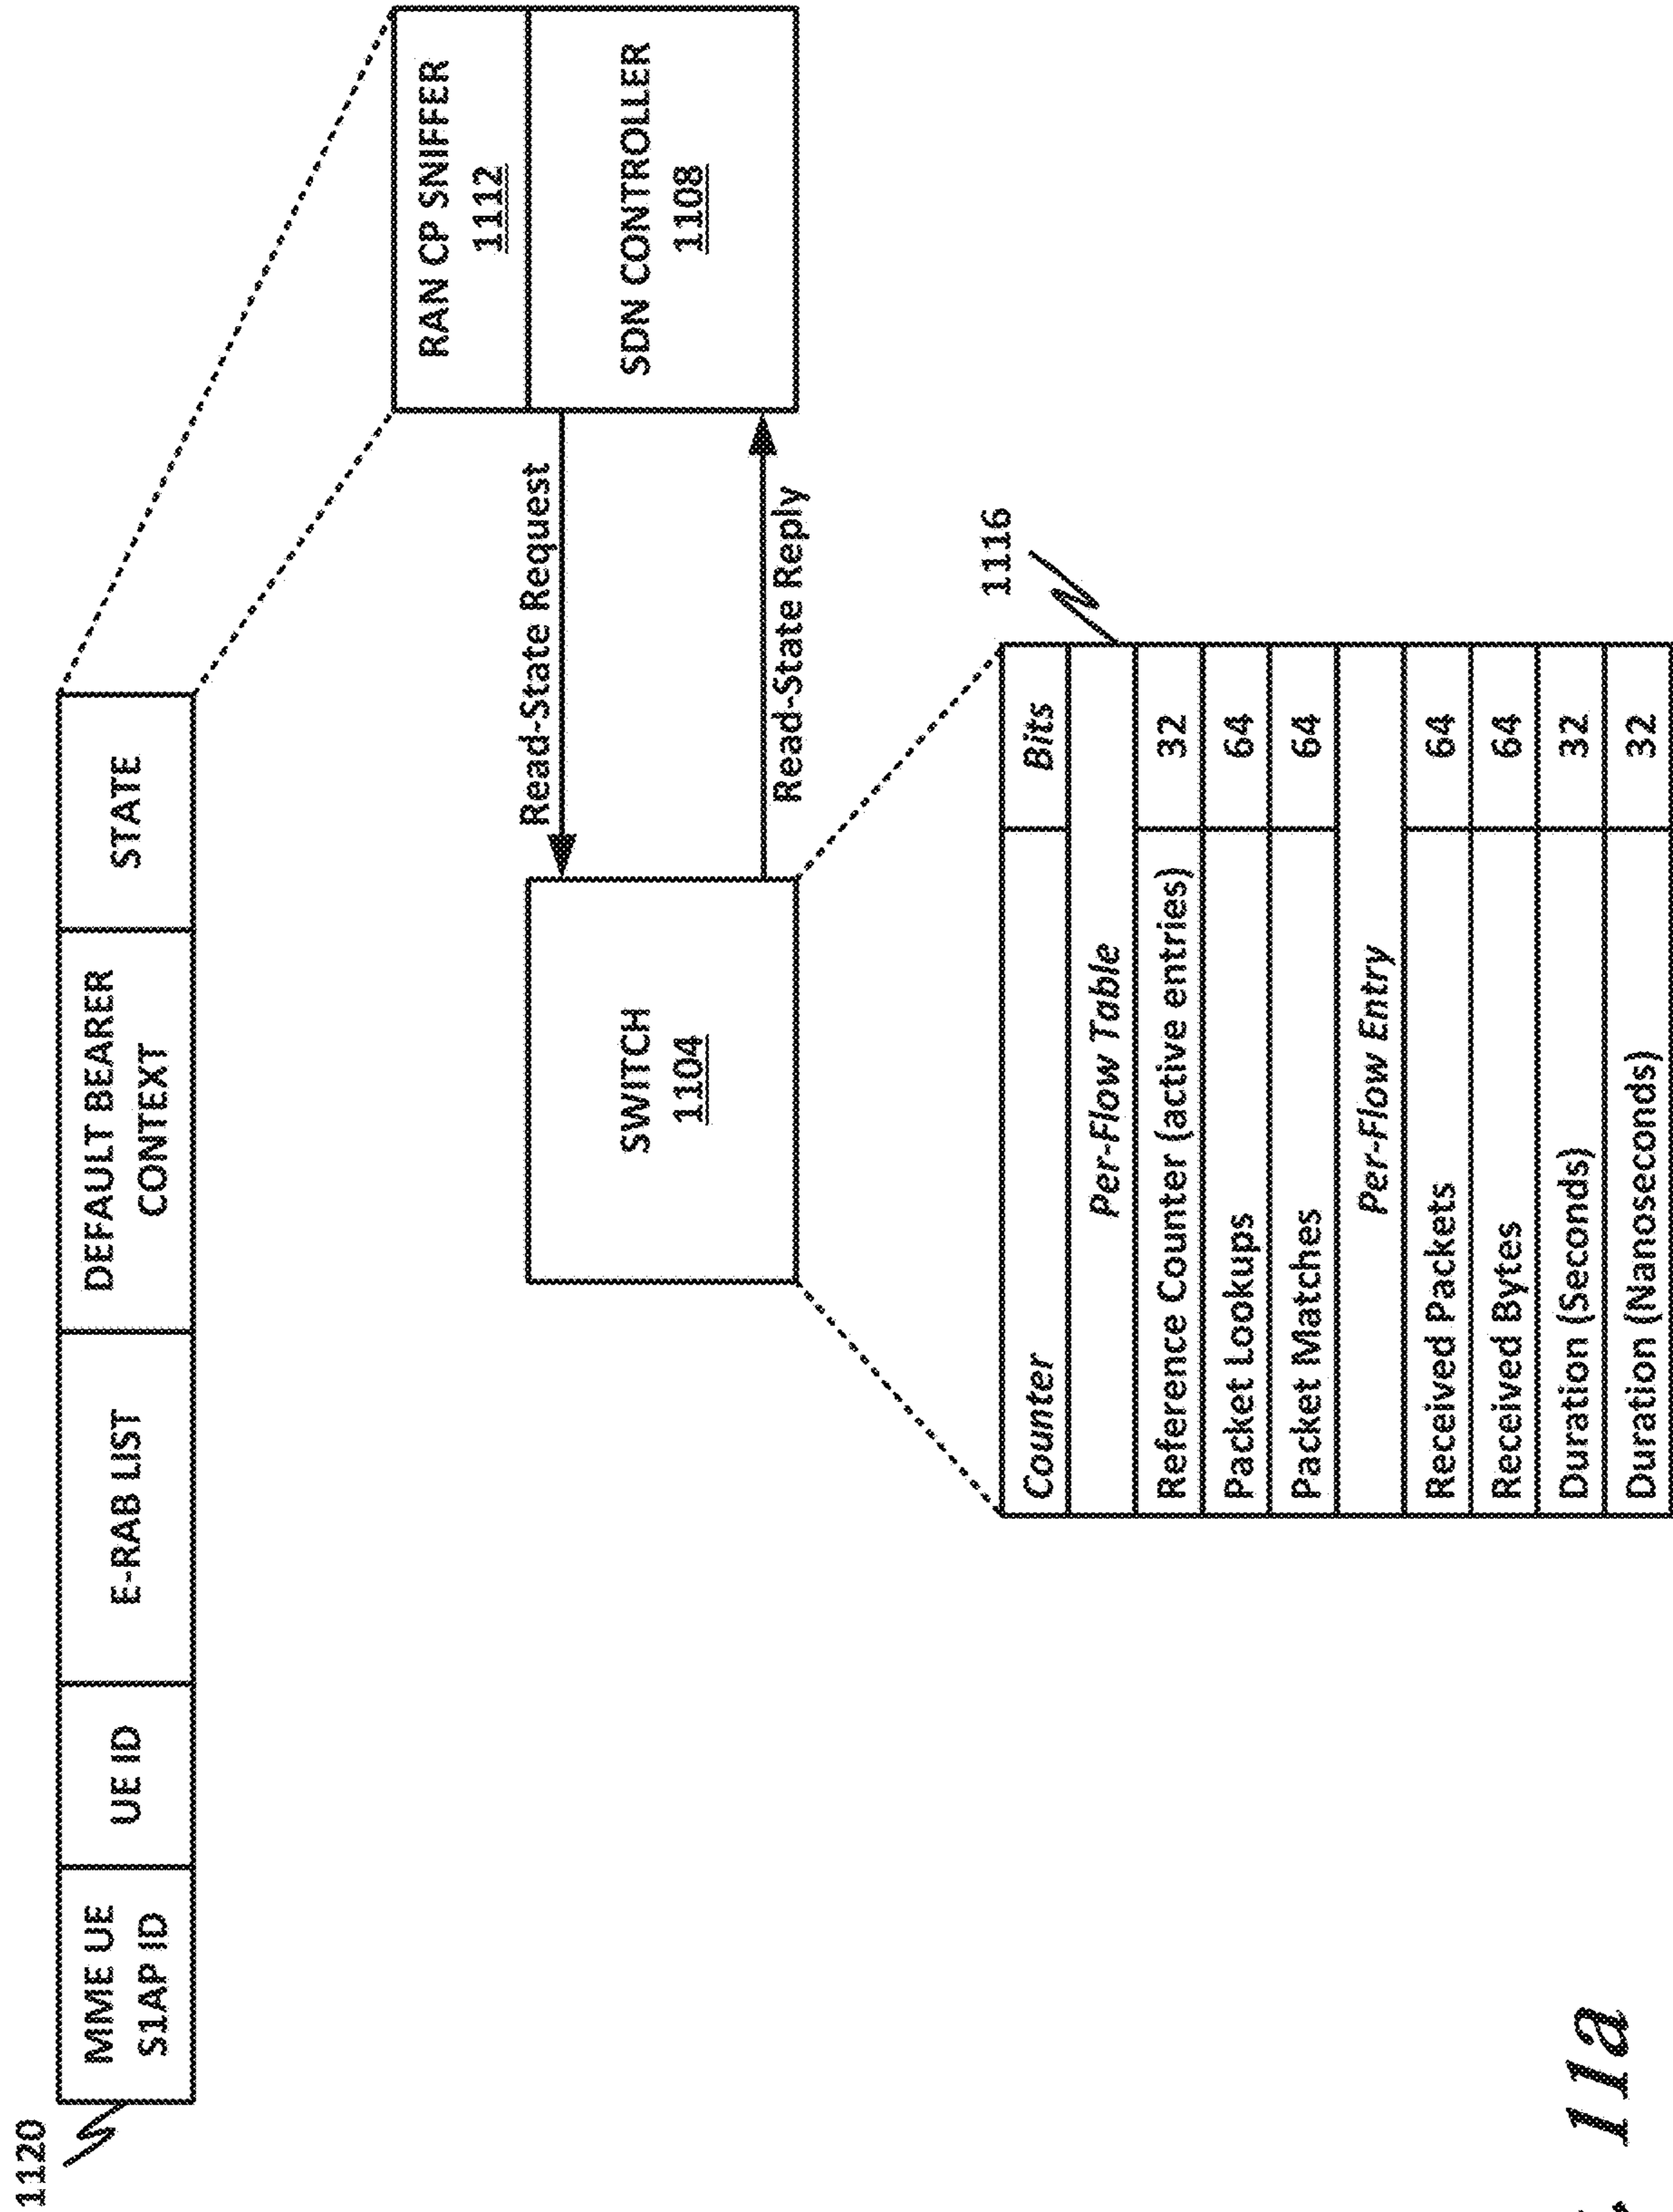 1120
MME UE
S1AP ID
UE ID
E-RAB LIST
DEFAULT BEARER
CONTEXT
STATE
RAN CP SNIFFER
1112
SDN CONTROLLER
1108
Read-State Request
Read-State Reply
SWITCH
1104
1116
Counter Bits
Per-Flow Table
Reference Counter (active entries) 32
Packet Lookups 64
Packet Matches 64
Per-Flow Entry
Received Packets 64
Received Bytes 64
Duration (Seconds) 32
Duration (Nanoseconds) 32
11a